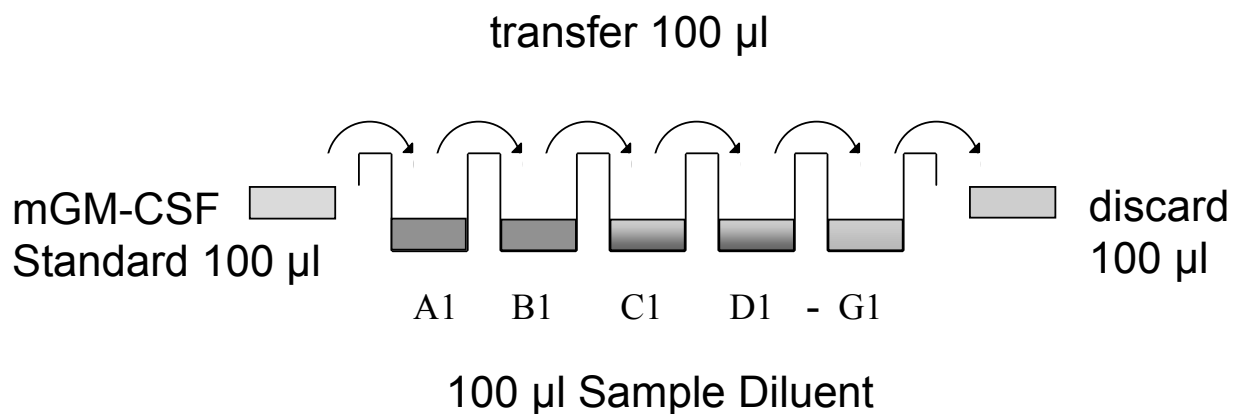 transfer 100 µl
mGM-CSF
Standard 100 µl
discard
100 µl
A1 B1 C1 D1 - G1
100 µl Sample Diluent